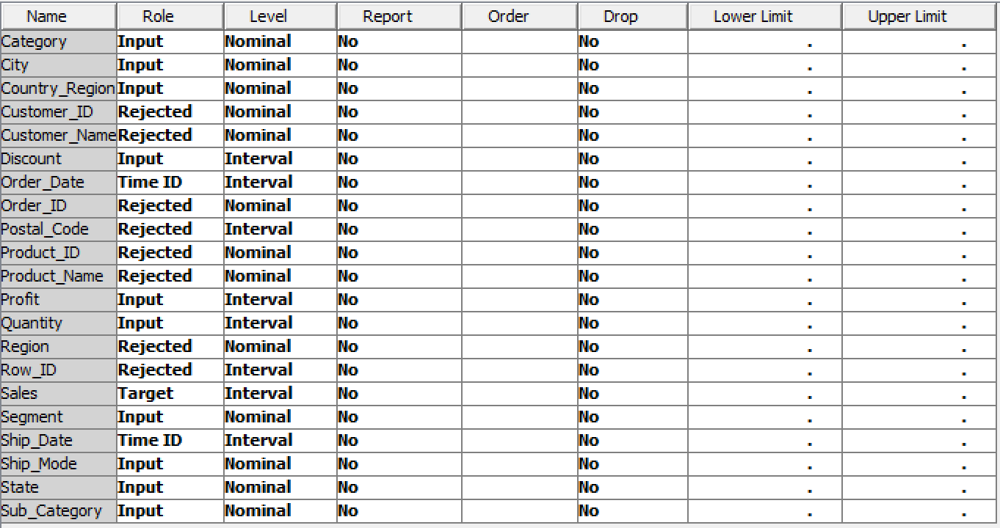 Name Role Level Report Order Drop Lower Limit Upper Limit
Category Input Nominal No No . .
City Input Nominal No No . .
Country_Region Input Nominal No No . .
Customer_ID Rejected Nominal No No . .
Customer_Name Rejected Nominal No No . .
Discount Input Interval No No . .
Order_Date Time ID Interval No No . .
Order_ID Rejected Nominal No No . .
Postal_Code Rejected Interval No No . .
Product_ID Rejected Nominal No No . .
Product_Name Rejected Nominal No No . .
Profit Input Interval No No . .
Quantity Input Interval No No . .
Region Rejected Nominal No No . .
Row_ID Rejected Interval No No . .
Sales Target Interval No No . .
Segment Input Nominal No No . .
Ship_Date Time ID Interval No No . .
Ship_Mode Input Nominal No No . .
State Input Nominal No No . .
Sub_Category Input Nominal No No . .